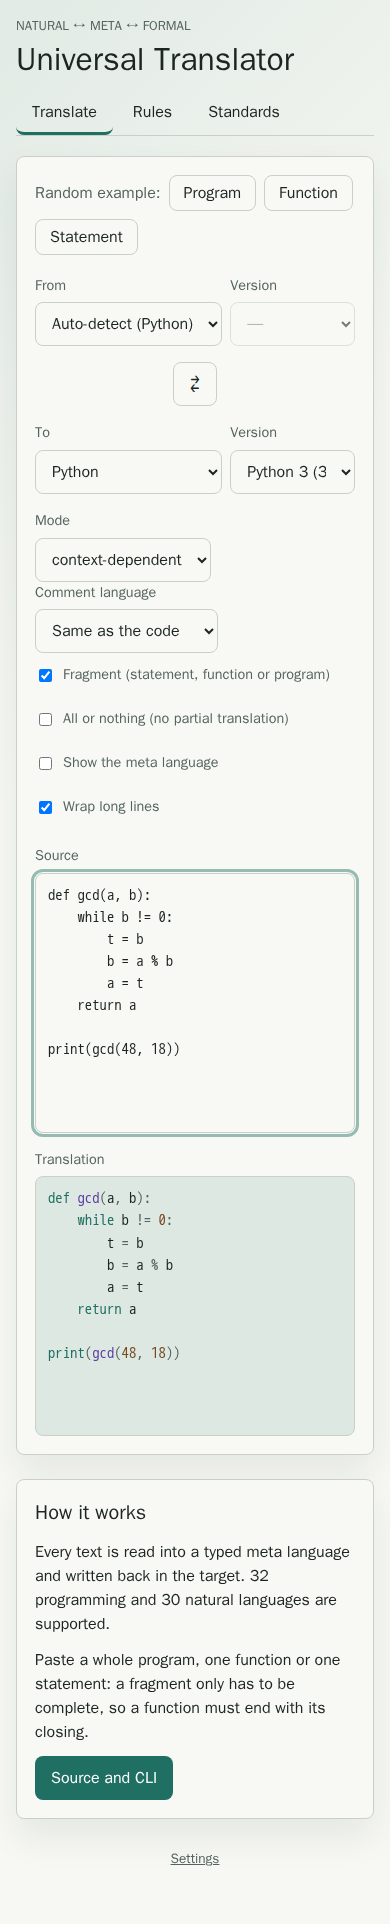 NATURAL ↔ META ↔ FORMAL
Universal Translator
Translate Rules Standards
Random example: Program Function
Statement
From Version
Auto-detect (Python) —
⇄
To Version
Python Python 3 (3
Mode
context-dependent
Comment language
Same as the code
Fragment (statement, function or program)
All or nothing (no partial translation)
Show the meta language
Wrap long lines
Source
def gcd(a, b):
    while b != 0:
        t = b
        b = a % b
        a = t
    return a

print(gcd(48, 18))
Translation
def gcd(a, b):
    while b != 0:
        t = b
        b = a % b
        a = t
    return a

print(gcd(48, 18))
How it works
Every text is read into a typed meta language
and written back in the target. 32
programming and 30 natural languages are
supported.
Paste a whole program, one function or one
statement: a fragment only has to be
complete, so a function must end with its
closing.
Source and CLI
Settings